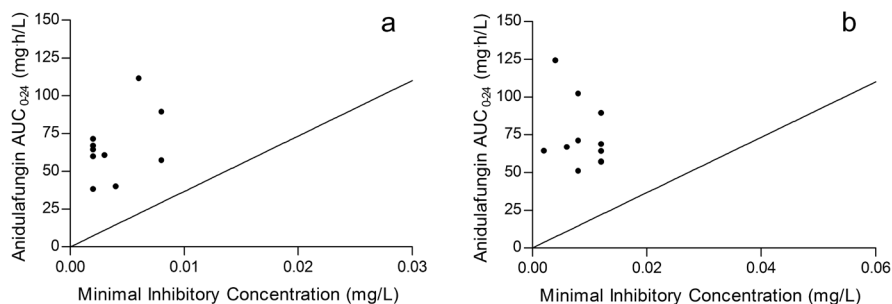 a
150
125
100
75
50
25
0
0.00 0.01 0.02 0.03
Anidulafungin AUC0-24 (mg·h/L)
Minimal Inhibitory Concentration (mg/L)
b
150
125
100
75
50
25
0
0.00 0.02 0.04 0.06
Anidulafungin AUC0-24 (mg·h/L)
Minimal Inhibitory Concentration (mg/L)